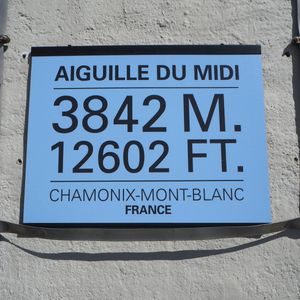 AIGUILLE DU MIDI
3842 M.
12602 FT.
CHAMONIX-MONT-BLANC
FRANCE